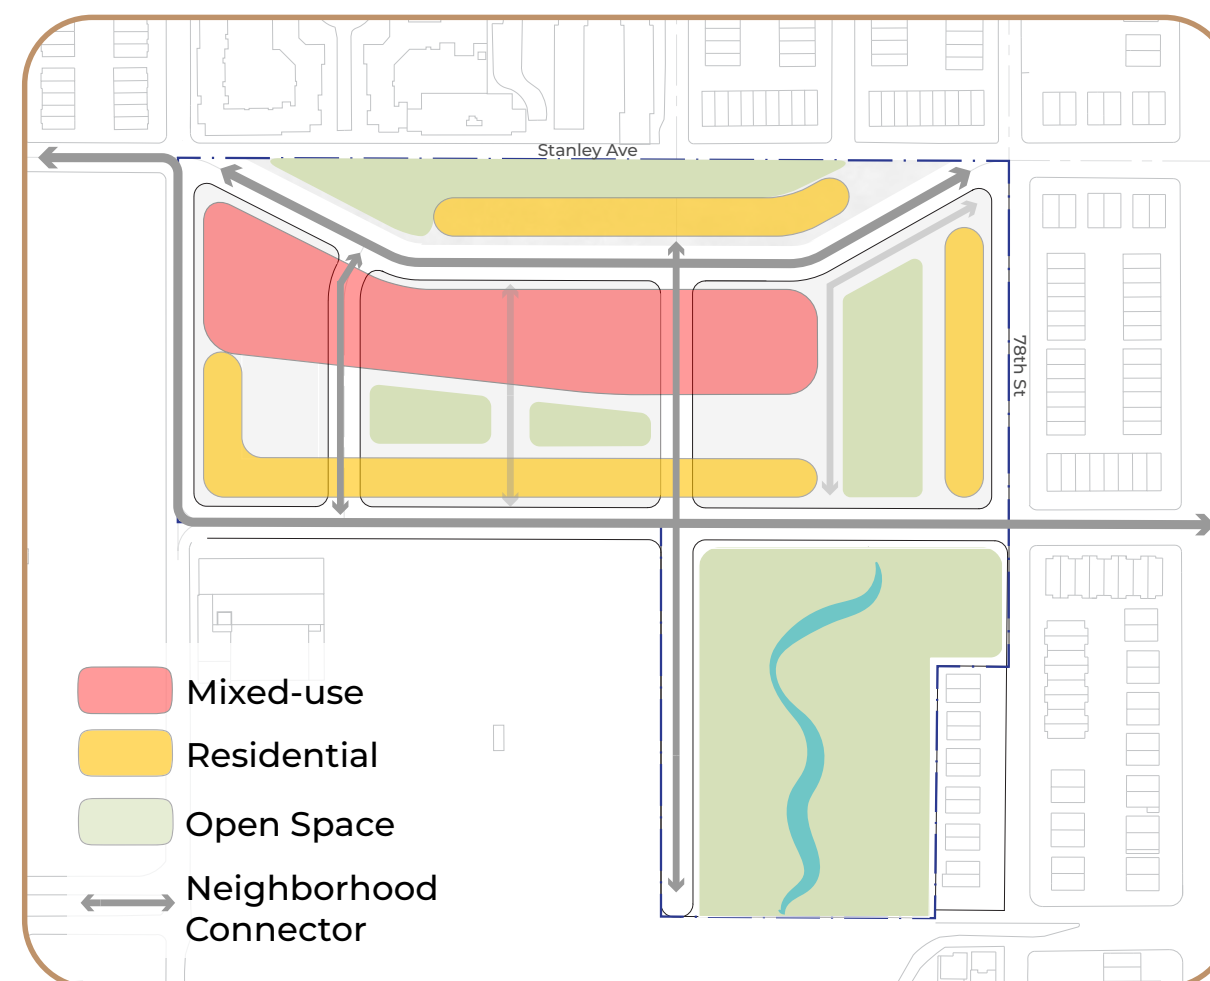 Stanley Ave
78th St
Mixed-use
Residential
Open Space
Neighborhood
Connector